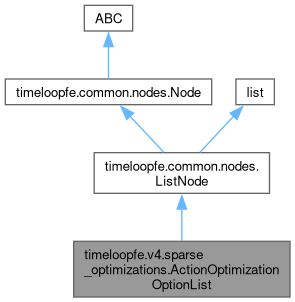 ABC
timeloopfe.common.nodes.Node
list
timeloopfe.common.nodes.
ListNode
timeloopfe.v4.sparse
_optimizations.ActionOptimization
OptionList